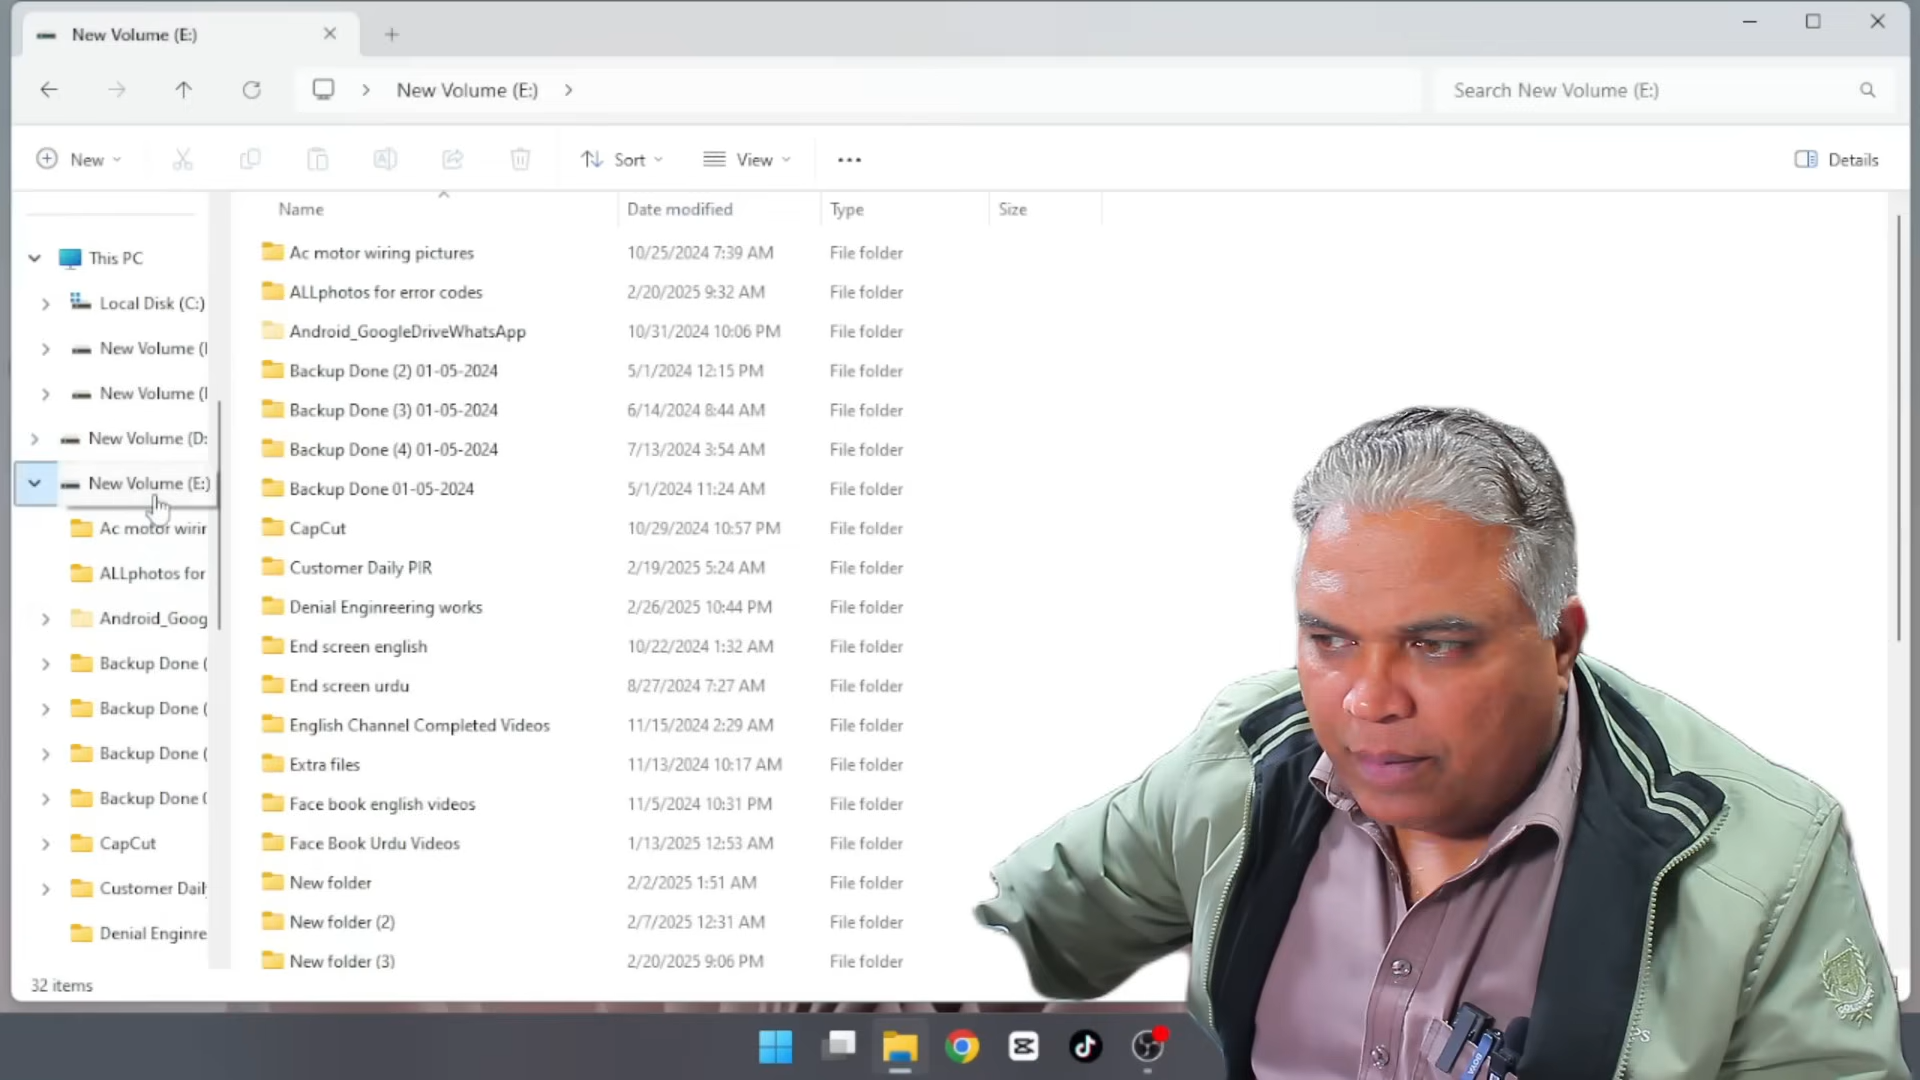 New Volume (E:)
New Volume (E:)
Search New Volume (E:)
New
Sort
View
Details
Name Date modified Type Size
This PC
Local Disk (C:)
New Volume (
New Volume (
New Volume (D:
New Volume (E:)
Ac motor wirin
ALLphotos for
Android_Goog
Backup Done (
Backup Done (
Backup Done (
Backup Done 0
CapCut
Customer Dail
Denial Enginre
Ac motor wiring pictures 10/25/2024 7:39 AM File folder
ALLphotos for error codes 2/20/2025 9:32 AM File folder
Android_GoogleDriveWhatsApp 10/31/2024 10:06 PM File folder
Backup Done (2) 01-05-2024 5/1/2024 12:15 PM File folder
Backup Done (3) 01-05-2024 6/14/2024 8:44 AM File folder
Backup Done (4) 01-05-2024 7/13/2024 3:54 AM File folder
Backup Done 01-05-2024 5/1/2024 11:24 AM File folder
CapCut 10/29/2024 10:57 PM File folder
Customer Daily PIR 2/19/2025 5:24 AM File folder
Denial Enginreering works 2/26/2025 10:44 PM File folder
End screen english 10/22/2024 1:32 AM File folder
End screen urdu 8/27/2024 7:27 AM File folder
English Channel Completed Videos 11/15/2024 2:29 AM File folder
Extra files 11/13/2024 10:17 AM File folder
Face book english videos 11/5/2024 10:31 PM File folder
Face Book Urdu Videos 1/13/2025 12:53 AM File folder
New folder 2/2/2025 1:51 AM File folder
New folder (2) 2/7/2025 12:31 AM File folder
New folder (3) 2/20/2025 9:06 PM File folder
32 items